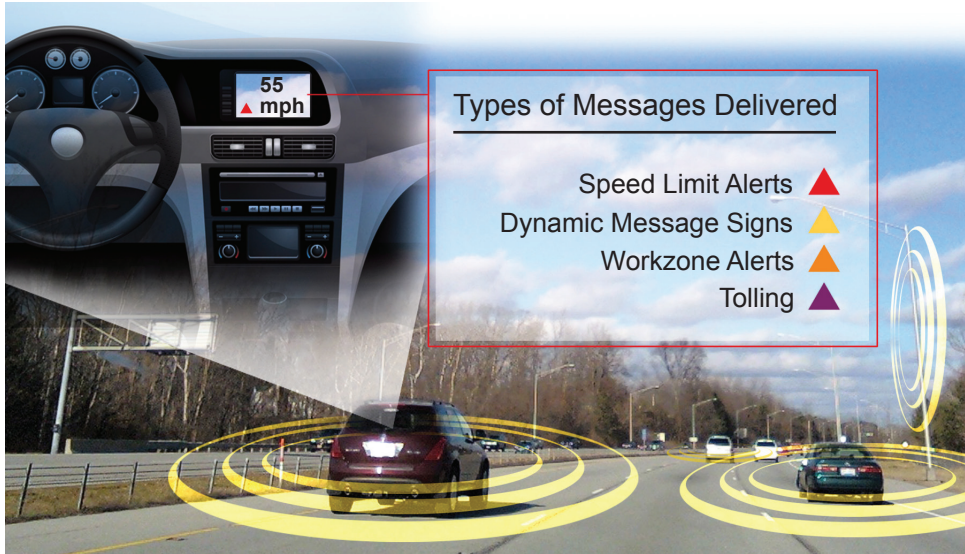 55
mph
Types of Messages Delivered
Speed Limit Alerts
Dynamic Message Signs
Workzone Alerts
Tolling